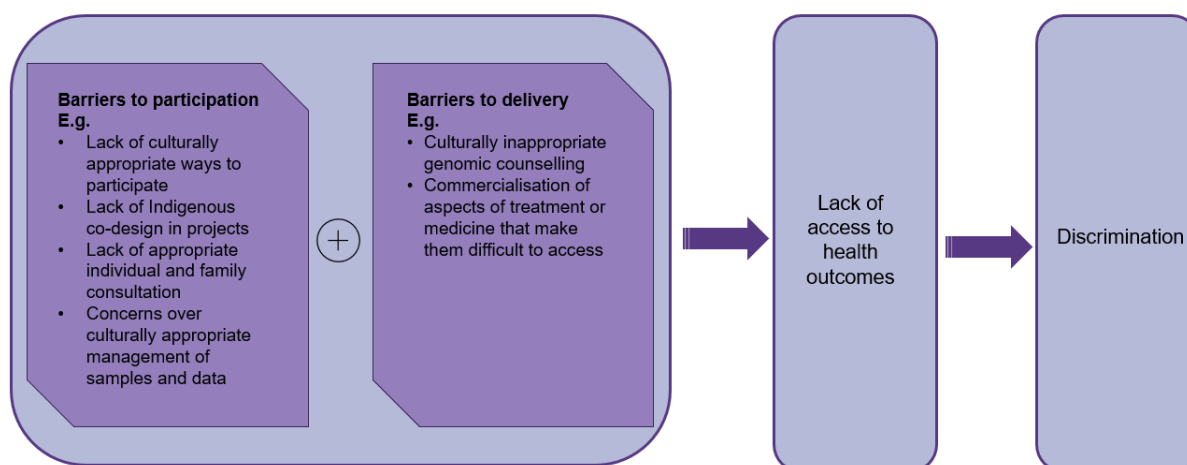 Barriers to participation
E.g.
• Lack of culturally
appropriate ways to
participate
• Lack of Indigenous
co-design in projects
• Lack of appropriate
individual and family
consultation
• Concerns over
culturally appropriate
management of
samples and data
+
Barriers to delivery
E.g.
• Culturally inappropriate
genomic counselling
• Commercialisation of
aspects of treatment or
medicine that make
them difficult to access
Lack of
access to
health
outcomes
Discrimination